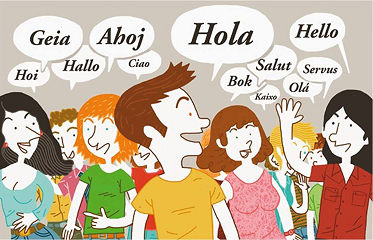 Geia
Ahoj
Hola
Hello
Hoi
Hallo
Ciao
Salut
Servus
Bok
Kaixo
Olá